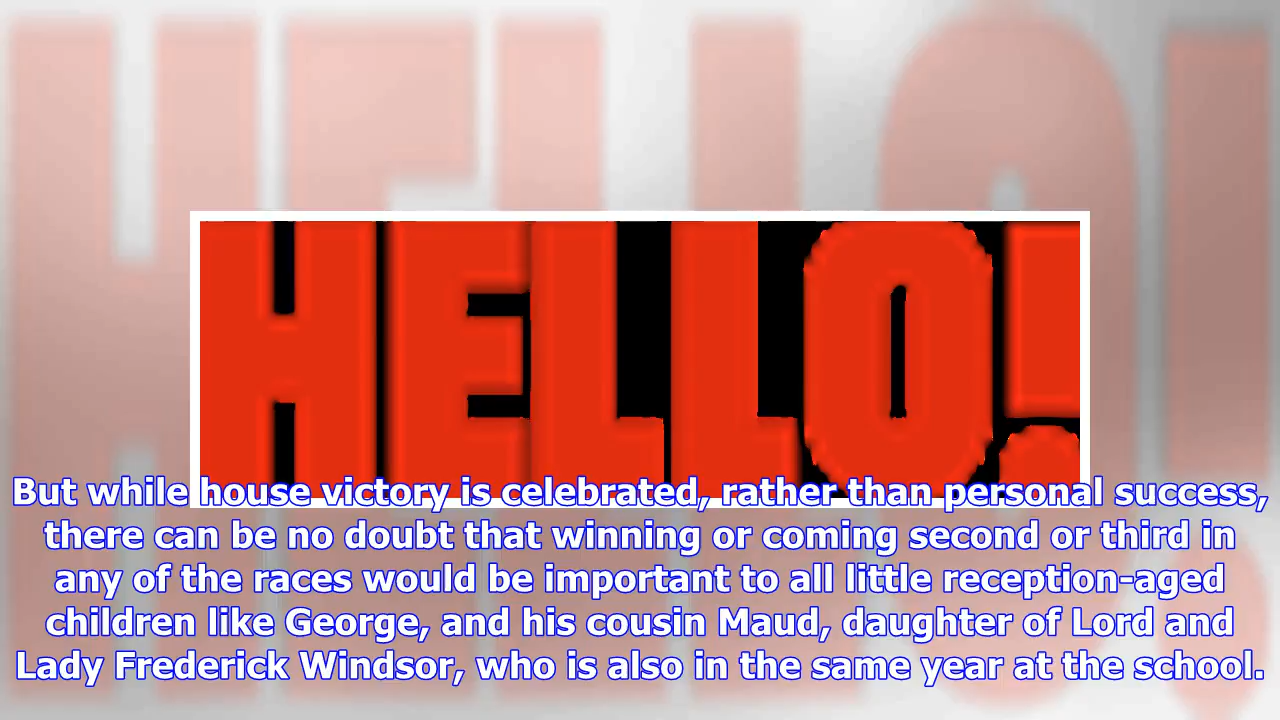 HELLO!
HELLO!
But while house victory is celebrated, rather than personal success,
there can be no doubt that winning or coming second or third in
any of the races would be important to all little reception-aged
children like George, and his cousin Maud, daughter of Lord and
Lady Frederick Windsor, who is also in the same year at the school.